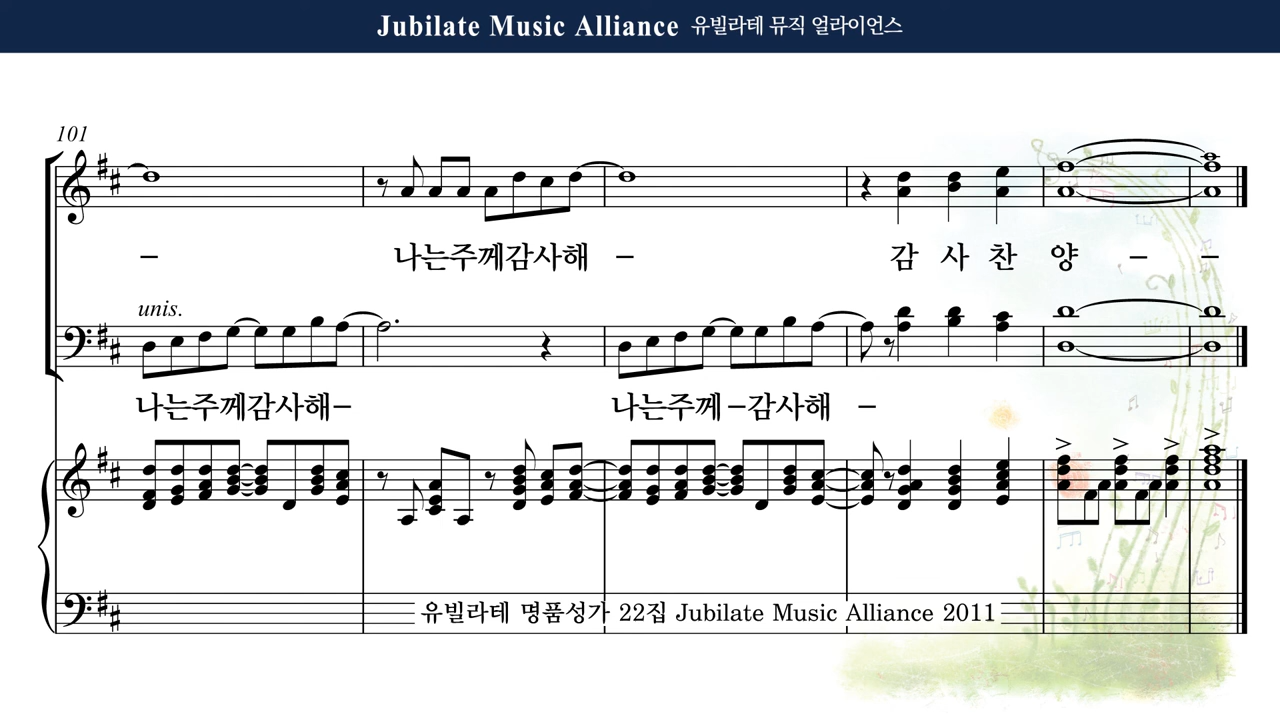 Jubilate Music Alliance 유빌라테 뮤직 얼라이언스
101
– 나는주께감사해 – 감 사 찬 양 – –
unis.
나는주께감사해– 나는주께–감사해 –
유빌라테 명품성가 22집 Jubilate Music Alliance 2011